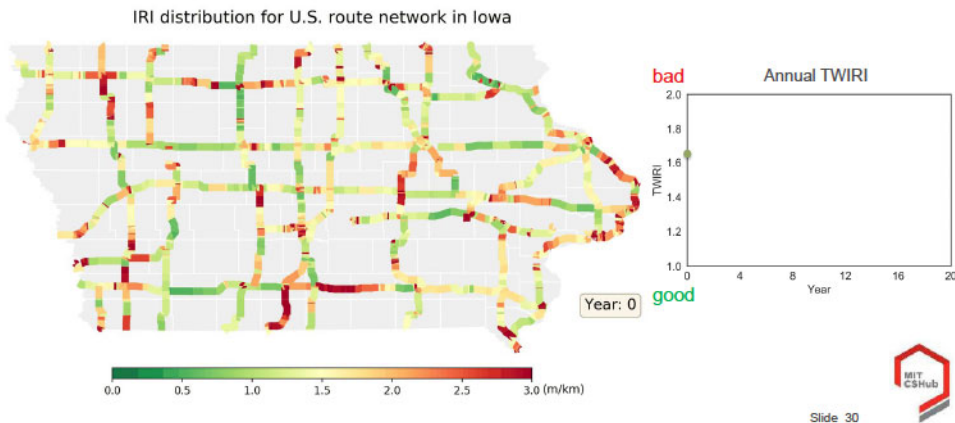 IRI distribution for U.S. route network in Iowa
bad
Annual TWIRI
2.0
1.8
1.6
1.4
1.2
1.0
TWIRI
0
4
8
12
16
20
Year
good
Year: 0
0.0
0.5
1.0
1.5
2.0
2.5
3.0
(m/km)
MIT
CSHub
Slide 30